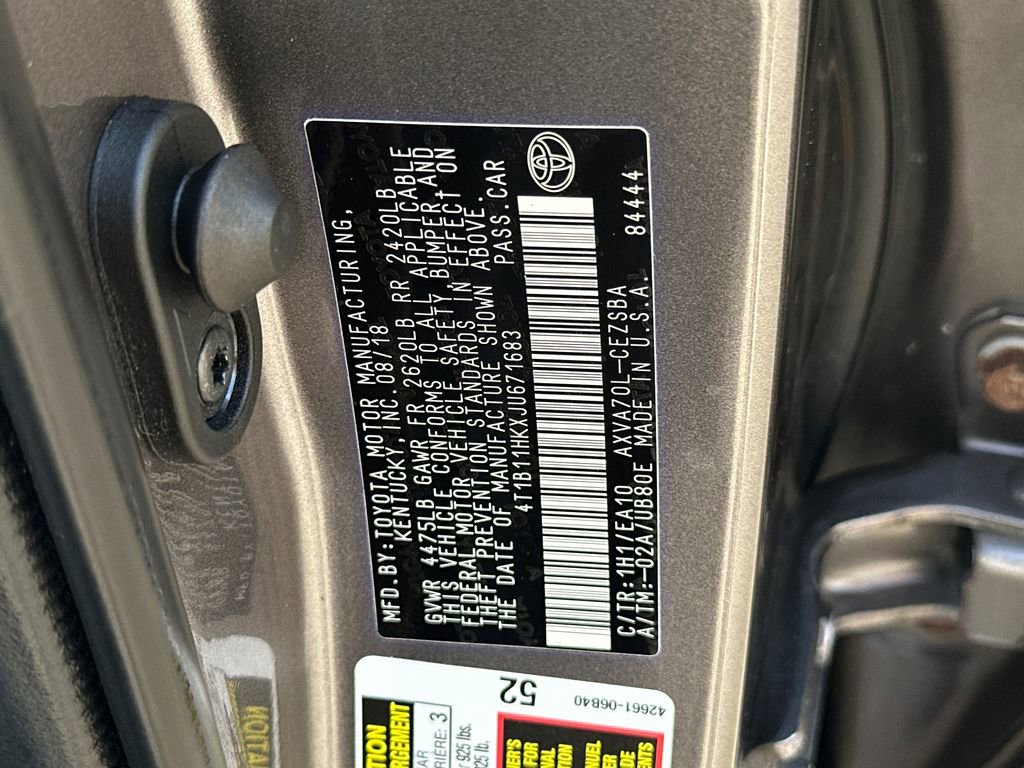 MFD.BY:TOYOTA MOTOR MANUFACTURING,
KENTUCKY, INC. 08/18
GVWR 4475LB GAWR FR 2620LB RR 2420LB
THIS VEHICLE CONFORMS TO ALL APPLICABLE
FEDERAL MOTOR VEHICLE SAFETY,BUMPER,AND
THEFT PREVENTION STANDARDS IN EFFECT ON
THE DATE OF MANUFACTURE SHOWN ABOVE.
4T1B11HKXJU671683 PASS.CAR
C/TR:1H1/EA10 AXVA70L-CEZSBA
A/TM:-02A/UB80E MADE IN U.S.A. 84444
3
925 lbs.
52
42661-06B40